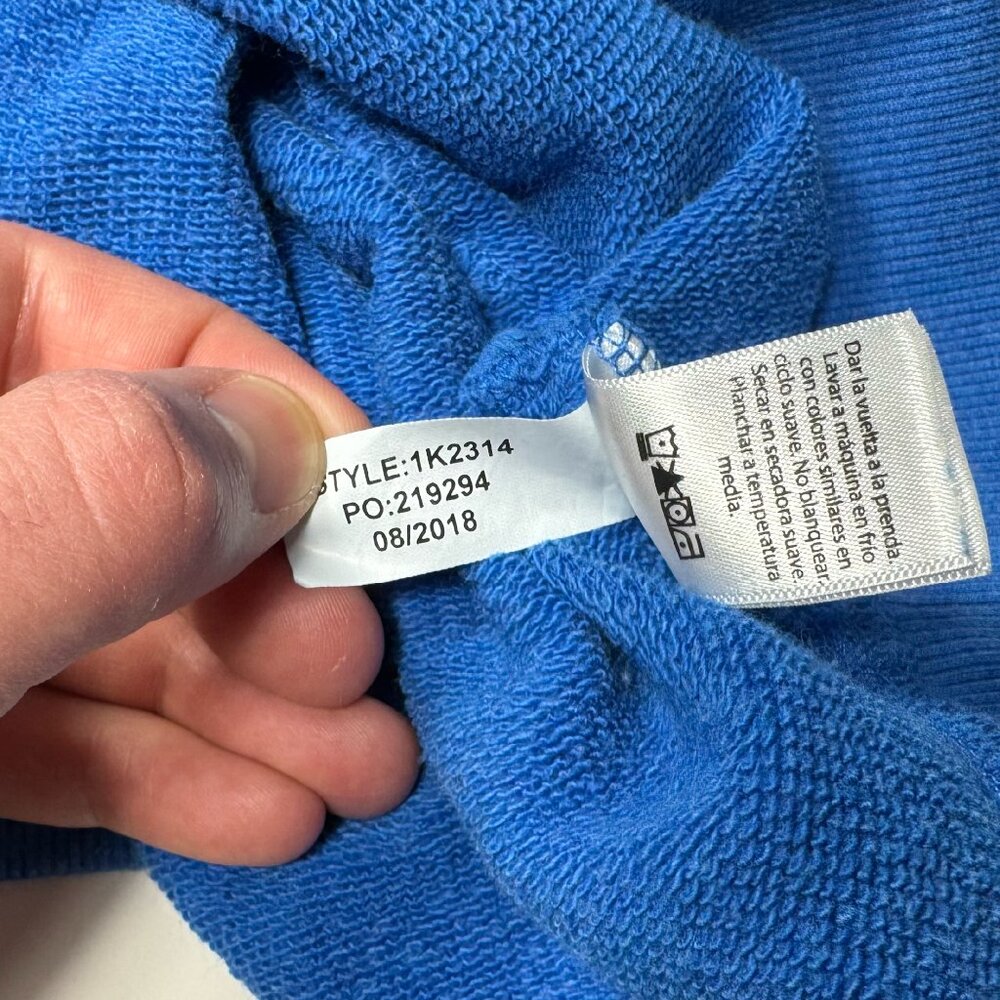 STYLE:1K2314
PO:219294
08/2018
Dar la vuelta a la prenda.
Lavar a máquina en frío
con colores similares en
ciclo suave. No blanquear.
Secar en secadora suave.
Planchar a temperatura
media.